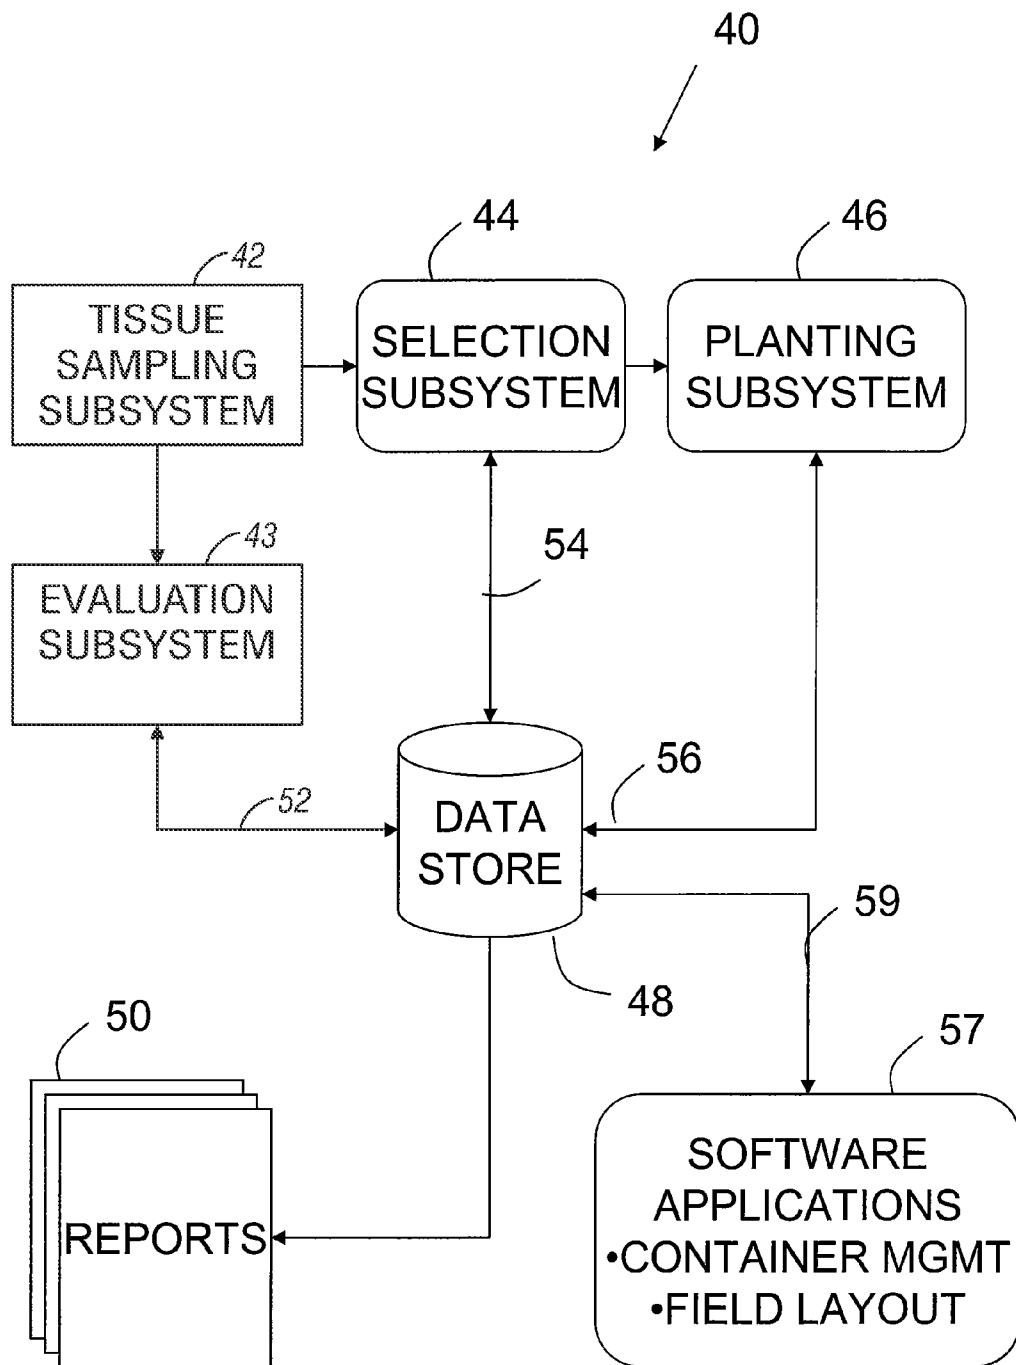 40
42
44
46
TISSUE
SAMPLING
SUBSYSTEM
SELECTION
SUBSYSTEM
PLANTING
SUBSYSTEM
43
EVALUATION
SUBSYSTEM
54
52
56
DATA
STORE
59
48
50
57
REPORTS
SOFTWARE
APPLICATIONS
•CONTAINER MGMT
•FIELD LAYOUT